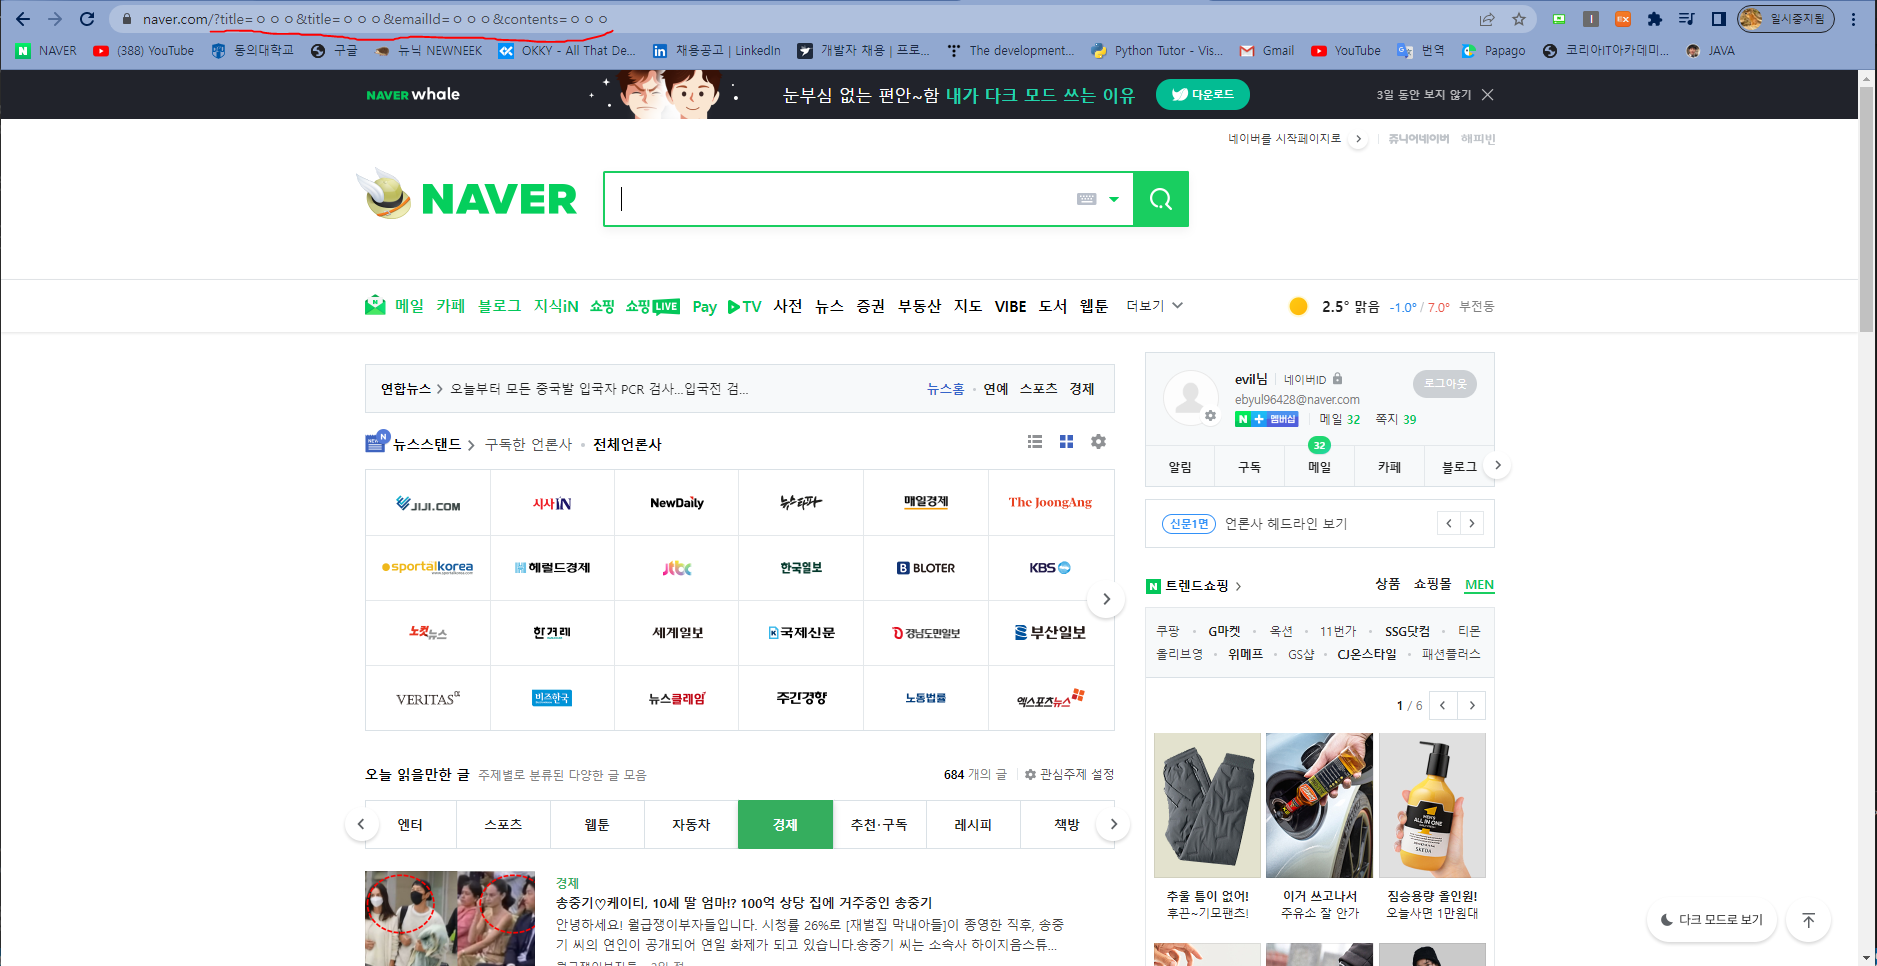 naver.com/?title=ㅇㅇㅇ&title=ㅇㅇㅇ&emailId=ㅇㅇㅇ&contents=ㅇㅇㅇ
일시중지됨
NAVER (388) YouTube 동의대학교 구글 뉴닉 NEWNEEK OKKY - All That De... 채용공고 | LinkedIn 개발자 채용 | 프로... The development... Python Tutor - Vis... Gmail YouTube 번역 Papago 코리아IT아카데미... JAVA
NAVER whale
눈부심 없는 편안~함 내가 다크 모드 쓰는 이유
다운로드
3일 동안 보지 않기
네이버를 시작페이지로
쥬니어네이버 해피빈
NAVER
메일 카페 블로그 지식iN 쇼핑 쇼핑LIVE Pay TV 사전 뉴스 증권 부동산 지도 VIBE 도서 웹툰 더보기
2.5° 맑음 -1.0° / 7.0° 부전동
연합뉴스 오늘부터 모든 중국발 입국자 PCR 검사...입국전 검...
뉴스홈 연예 스포츠 경제
NEW N
뉴스스탠드 구독한 언론사 전체언론사
JIJI.COM 시사IN NewDaily 뉴스타파 매일경제 The JoongAng
sportalkorea 헤럴드경제 jtbc 한국일보 BLOTER KBS
노컷뉴스 한겨레 세계일보 국제신문 경남도민일보 부산일보
VERITASα 비즈한국 뉴스클레임 주간경향 노동법률 엑스포츠뉴스
오늘 읽을만한 글 주제별로 분류된 다양한 글 모음
684 개의 글 관심주제 설정
엔터 스포츠 웹툰 자동차 경제 추천·구독 레시피 책방
경제
송중기♡케이티, 10세 딸 엄마!? 100억 상당 집에 거주중인 송중기
안녕하세요! 월급쟁이부자들입니다. 시청률 26%로 [재벌집 막내아들]이 종영한 직후, 송중
기 씨의 연인이 공개되어 연일 화제가 되고 있습니다.송중기 씨는 소속사 하이지음스튜...
evil님 네이버ID
로그아웃
ebyul96428@naver.com
N + 멤버십 메일 32 쪽지 39
32
알림 구독 메일 카페 블로그
신문1면 언론사 헤드라인 보기
N 트렌드쇼핑
상품 쇼핑몰 MEN
쿠팡 G마켓 옥션 11번가 SSG닷컴 티몬
올리브영 위메프 GS샵 CJ온스타일 패션플러스
1 / 6
MEN'S
ALL IN ONE
SKEDA
추울 틈이 없어!
후끈~기모팬츠!
이거 쓰고나서
주유소 잘 안가
짐승용량 올인원!
오늘사면 1만원대
다크 모드로 보기